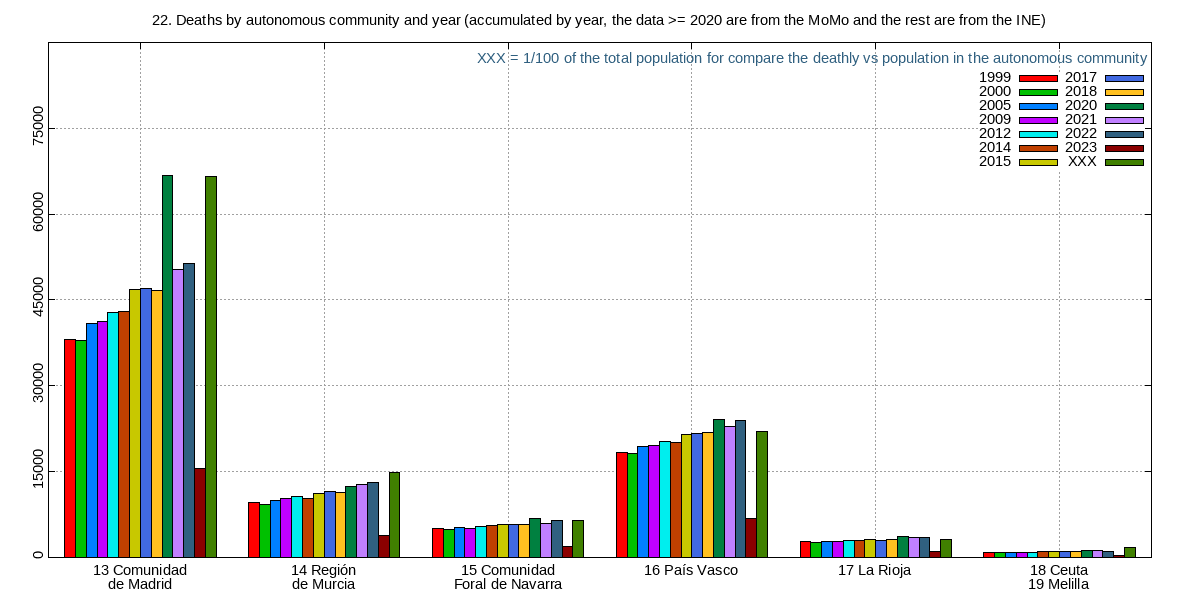 22. Deaths by autonomous community and year (accumulated by year, the data >= 2020 are from the MoMo and the rest are from the INE)
XXX = 1/100 of the total population for compare the deathly vs population in the autonomous community
1999 2017
2000 2018
2005 2020
2009 2021
2012 2022
2014 2023
2015 XXX
75000
60000
45000
30000
15000
0
13 Comunidad
de Madrid
14 Región
de Murcia
15 Comunidad
Foral de Navarra
16 País Vasco
17 La Rioja
18 Ceuta
19 Melilla